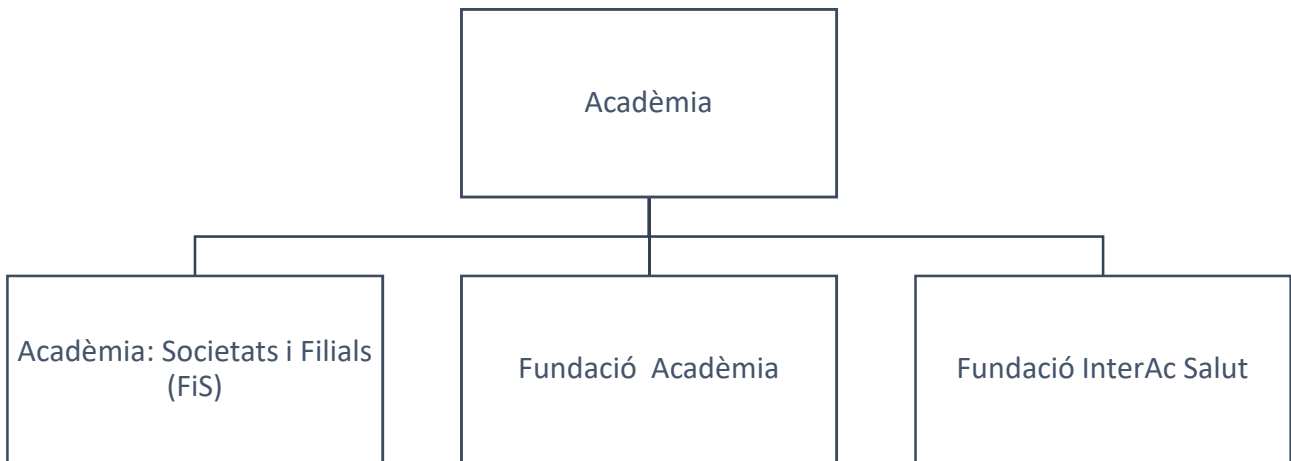 Acadèmia
Acadèmia: Societats i Filials
(FiS)
Fundació Acadèmia
Fundació InterAc Salut